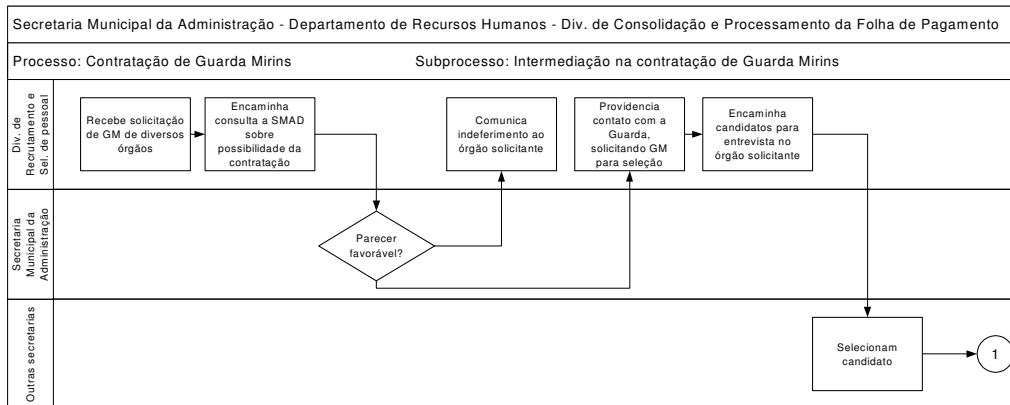 Secretaria Municipal da Administração - Departamento de Recursos Humanos - Div. de Consolidação e Processamento da Folha de Pagamento
Processo: Contratação de Guarda Mirins
Subprocesso: Intermediação na contratação de Guarda Mirins
Div. de
Recrutamento e
Sel. de pessoal
Recebe solicitação
de GM de diversos
órgãos
Encaminha
consulta a SMAD
sobre
possibilidade da
contratação
Comunica
indeferimento ao
órgão solicitante
Providencia
contato com a
Guarda,
solicitando GM
para seleção
Encaminha
candidatos para
entrevista no
órgão solicitante
Secretaria
Municipal da
Administração
Parecer
favorável?
Outras secretarias
Selecionam
candidato
1